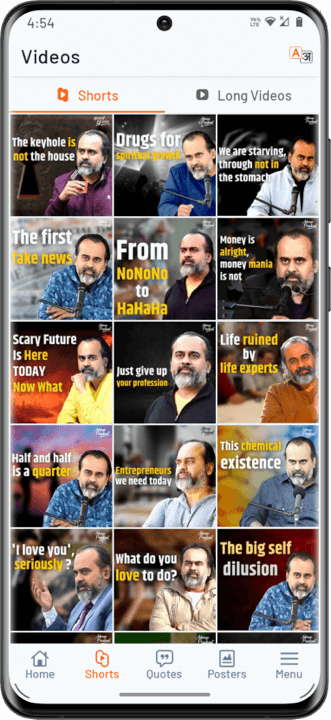 4:54
Videos
A अ
Shorts
Long Videos
The keyhole is
not the house
Drugs for
spiritual growth
We are starving,
through not in
the stomach
The first
fake news
From
NoNoNo
to
HaHaHa
Money is
alright,
money mania
is not
Scary Future
Is Here
TODAY
Now What
Just give up
your profession
Life ruined
by
life experts
Half and half
is a quarter
Entrepreneurs
we need today
This chemical
existence
'I love you',
seriously ?
What do you
love to do?
The big self
dilusion
Home
Shorts
Quotes
Posters
Menu